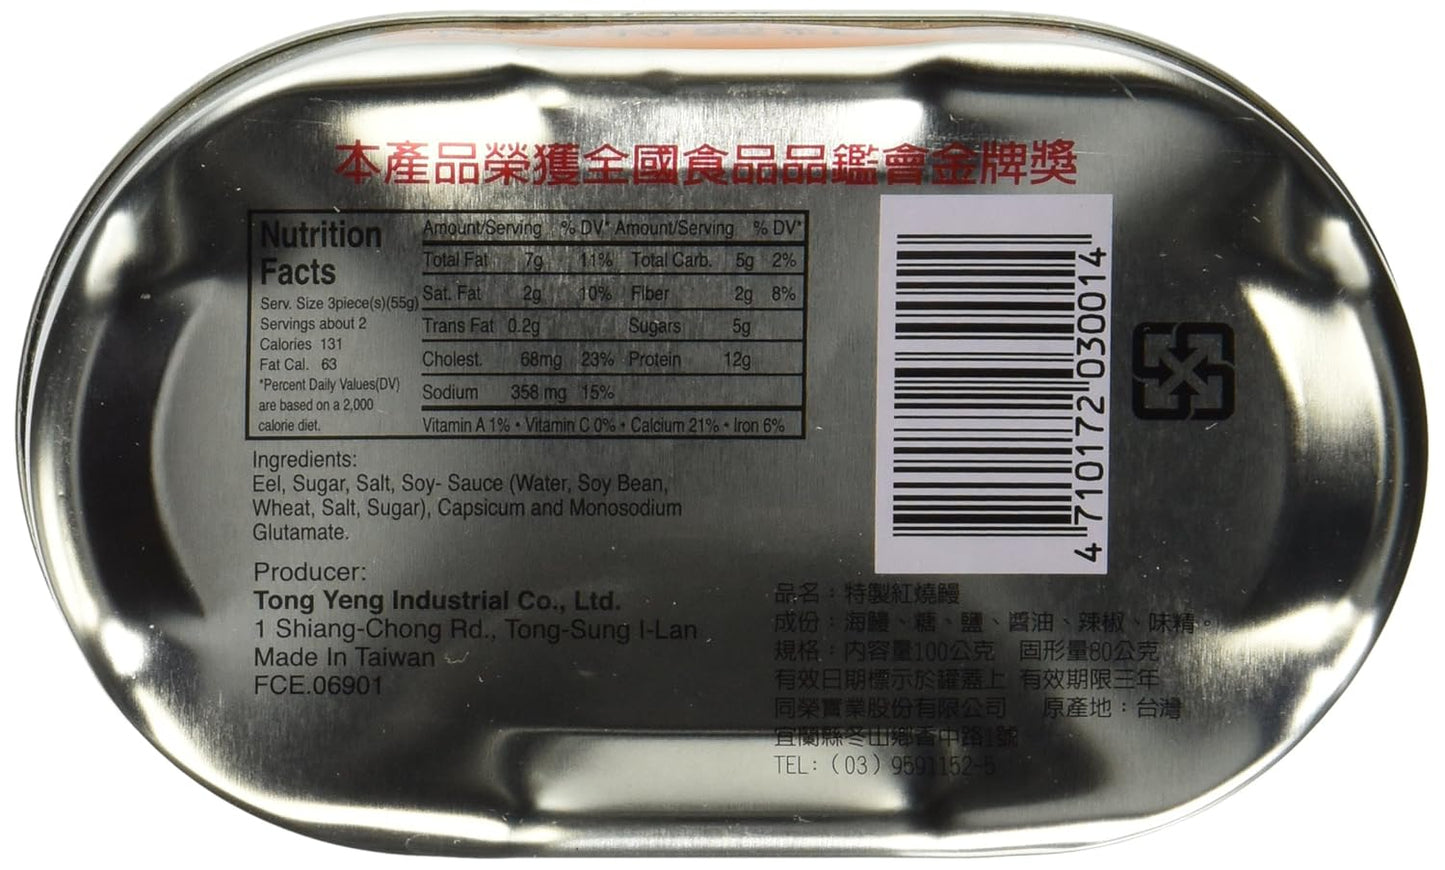 本產品榮獲全國食品品鑑會金牌獎
Nutrition
Facts
Serv. Size 3piece(s)(55g)
Servings about 2
Calories 131
Fat Cal. 63
*Percent Daily Values(DV)
are based on a 2,000
calorie diet.
Amount/Serving % DV* Amount/Serving % DV*
Total Fat 7g 11% Total Carb. 5g 2%
Sat. Fat 2g 10% Fiber 2g 8%
Trans Fat 0.2g Sugars 5g
Cholest. 68mg 23% Protein 12g
Sodium 358 mg 15%
Vitamin A 1% • Vitamin C 0% • Calcium 21% • Iron 6%
Ingredients:
Eel, Sugar, Salt, Soy- Sauce (Water, Soy Bean,
Wheat, Salt, Sugar), Capsicum and Monosodium
Glutamate.
Producer:
Tong Yeng Industrial Co., Ltd.
1 Shiang-Chong Rd., Tong-Sung I-Lan
Made In Taiwan
FCE.06901
4710172030014
品名：特製紅燒鰻
成份：海鰻、糖、鹽、醬油、辣椒、味精。
規格：內容量100公克 固形量80公克
有效日期標示於罐蓋上 有效期限三年
同榮實業股份有限公司 原產地：台灣
宜蘭縣冬山鄉香中路1號
TEL:（03）9591152-5